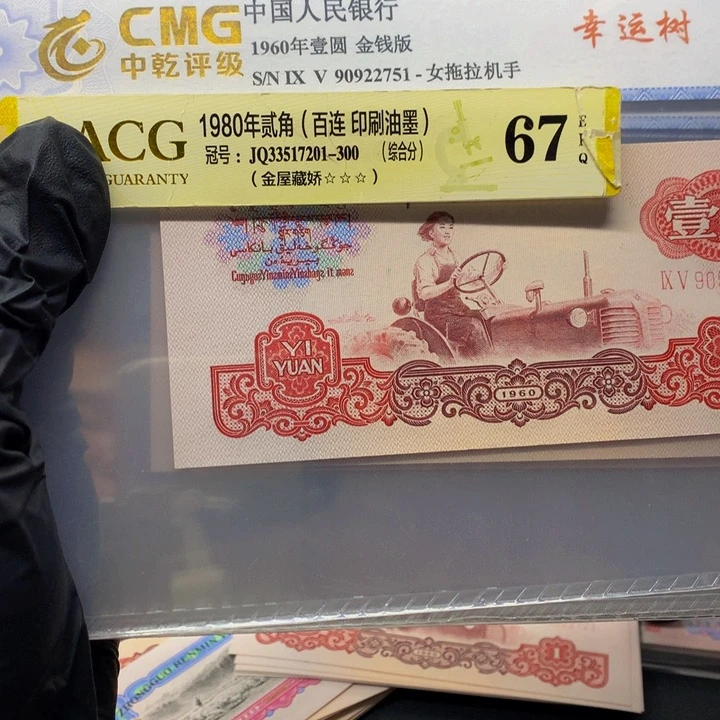 CMG
中乾评级
中国人民银行
1960年壹圆 金钱版
S/N IX V 90922751 - 女拖拉机手
幸运树
ACG
GUARANTY
1980年贰角（百连 印刷油墨）
冠号：JQ33517201-300 （综合分）
（金屋藏娇☆☆☆）
67
E
P
Q
壹
IX V 90
YI
YUAN
1960